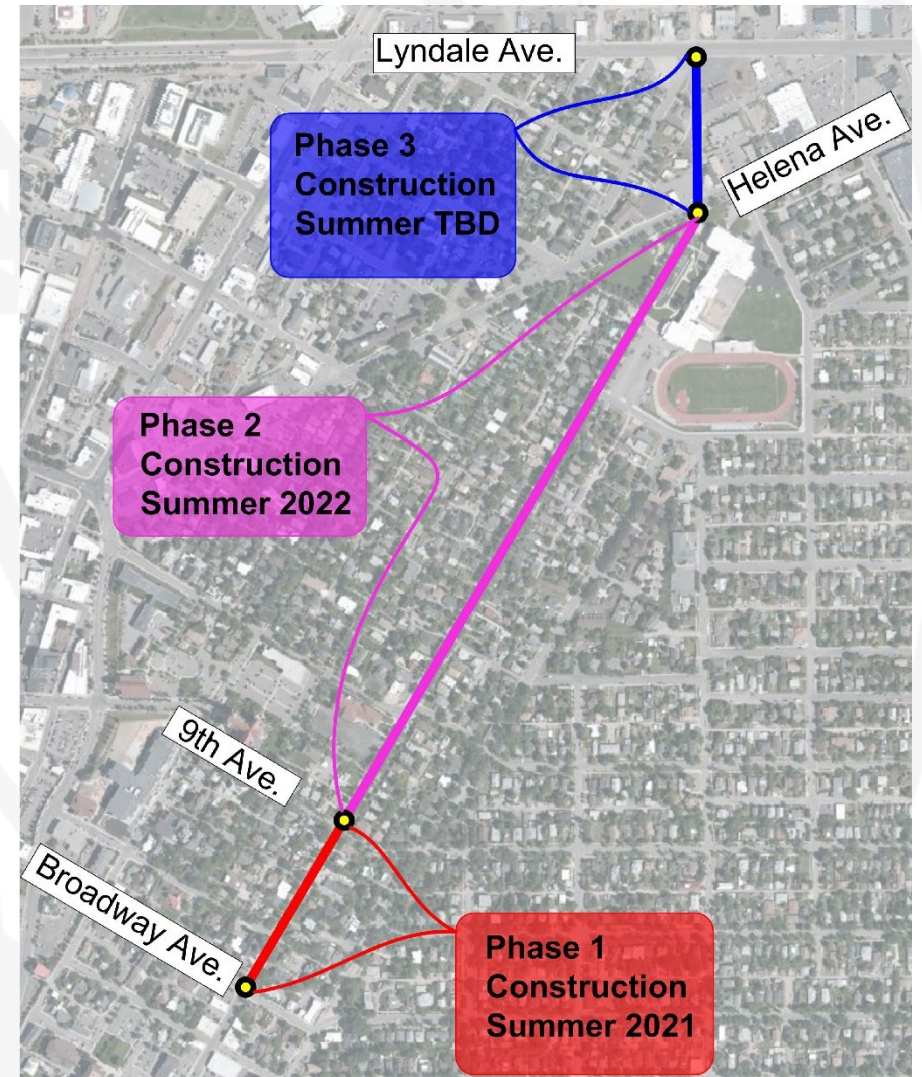 Lyndale Ave.
Phase 3
Construction
Summer TBD
Helena Ave.
Phase 2
Construction
Summer 2022
9th Ave.
Broadway Ave.
Phase 1
Construction
Summer 2021